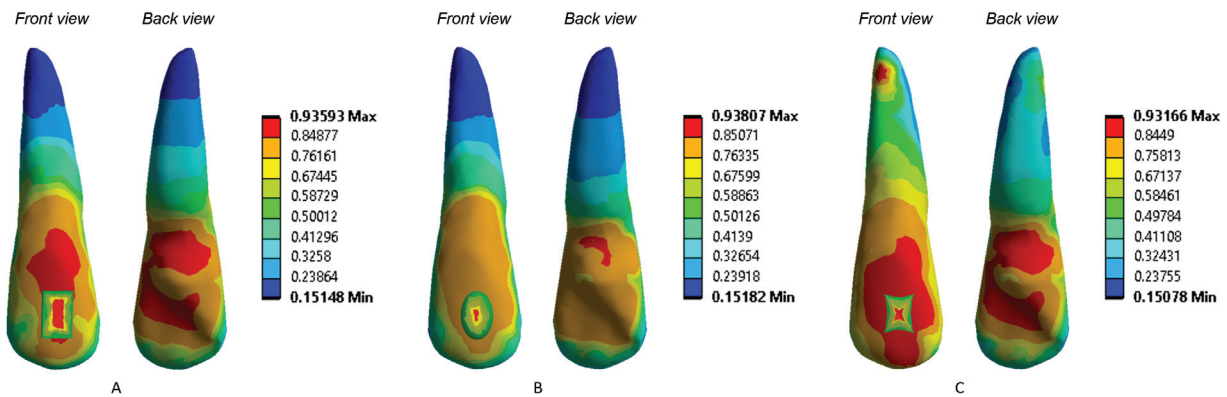 Front view
Back view
0.93593 Max
0.84877
0.76161
0.67445
0.58729
0.50012
0.41296
0.3258
0.23864
0.15148 Min
A
Front view
Back view
0.93807 Max
0.85071
0.76335
0.67599
0.58863
0.50126
0.4139
0.32654
0.23918
0.15182 Min
B
Front view
Back view
0.93166 Max
0.8449
0.75813
0.67137
0.58461
0.49784
0.41108
0.32431
0.23755
0.15078 Min
C